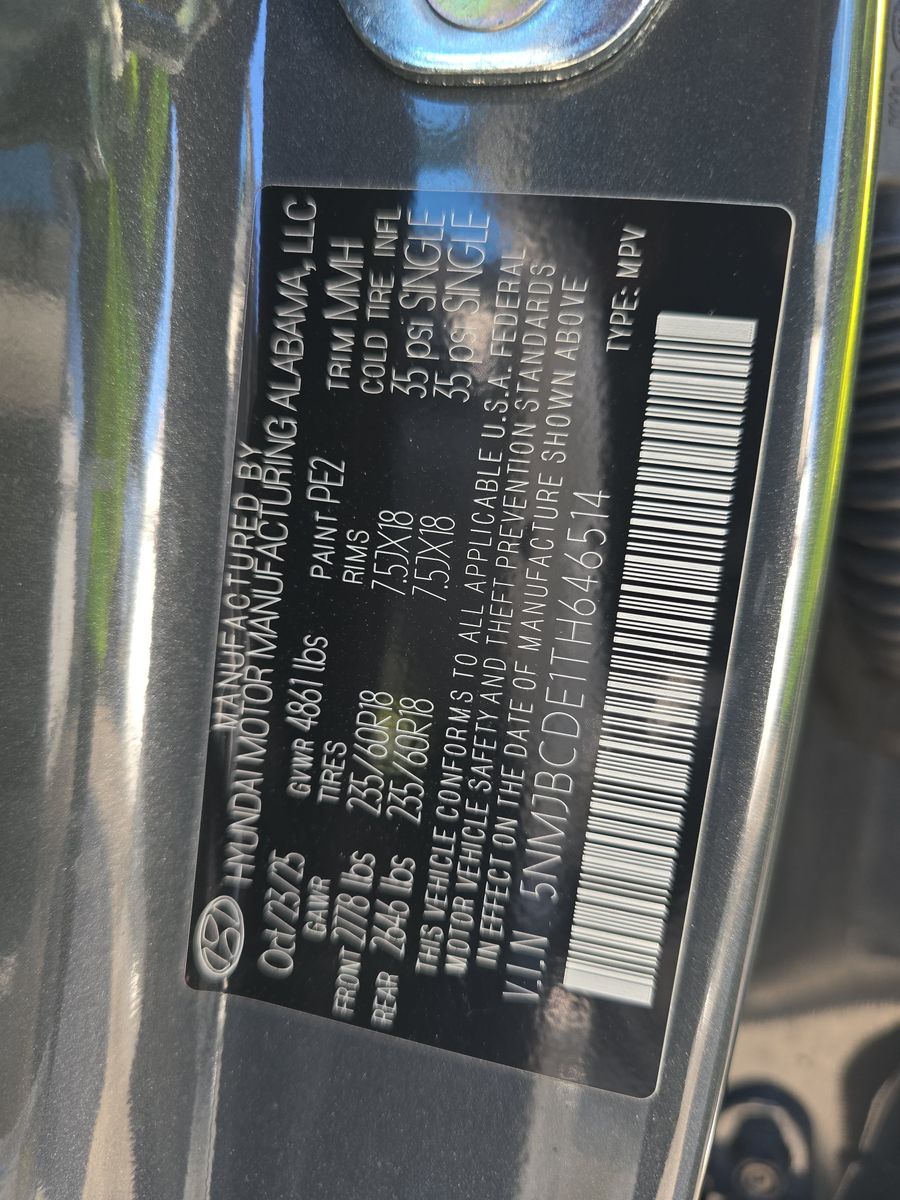 MANUFACTURED BY
HYUNDAI MOTOR MANUFACTURING ALABAMA, LLC
Oct/23/25 GVWR 4861 lbs PAINT PE2 TRIM MMH
GAWR TIRES RIMS COLD TIRE INFL
FRONT 2778 lbs 235/60R18 7.5JX18 35 psi SINGLE
REAR 2646 lbs 235/60R18 7.5JX18 35 psi SINGLE
THIS VEHICLE CONFORMS TO ALL APPLICABLE U.S.A. FEDERAL
MOTOR VEHICLE SAFETY AND THEFT PREVENTION STANDARDS
IN EFFECT ON THE DATE OF MANUFACTURE SHOWN ABOVE
V.I.N 5NMJBCDE1TH646514 TYPE: MPV